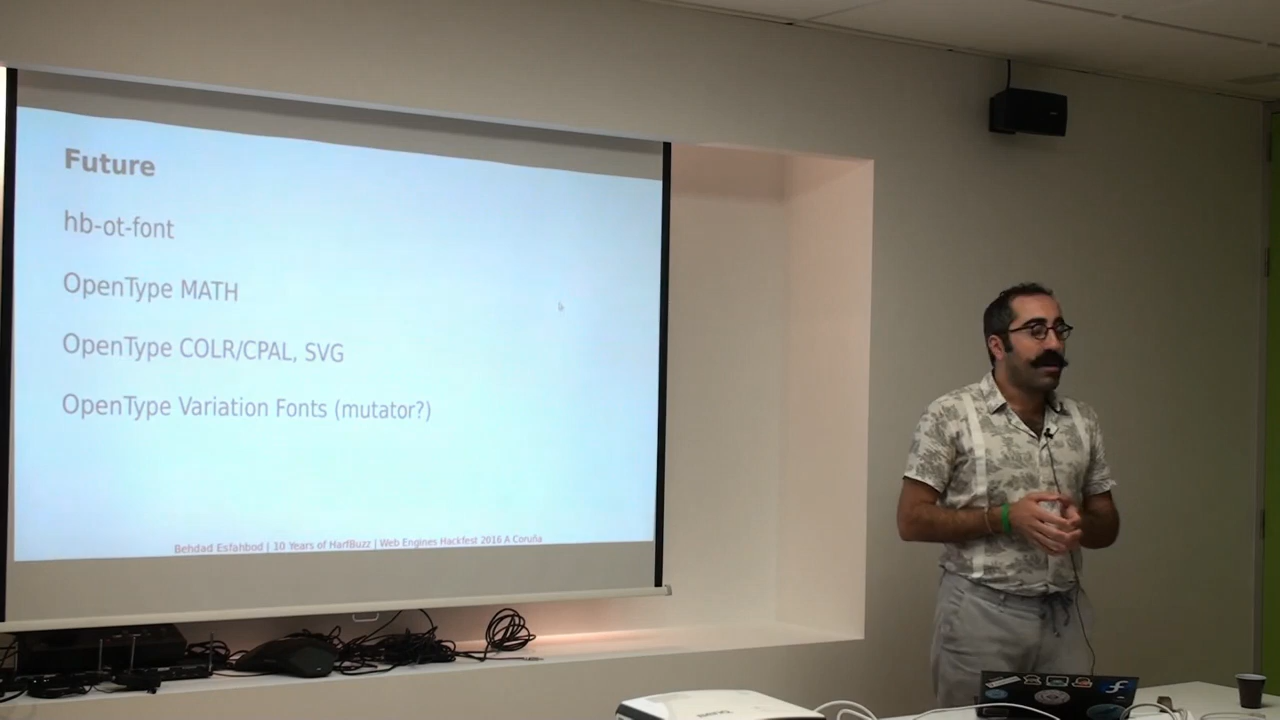 Future
hb-ot-font
OpenType MATH
OpenType COLR/CPAL, SVG
OpenType Variation Fonts (mutator?)
Behdad Esfahbod | 10 Years of HarfBuzz | Web Engines Hackfest 2016 A Coruña